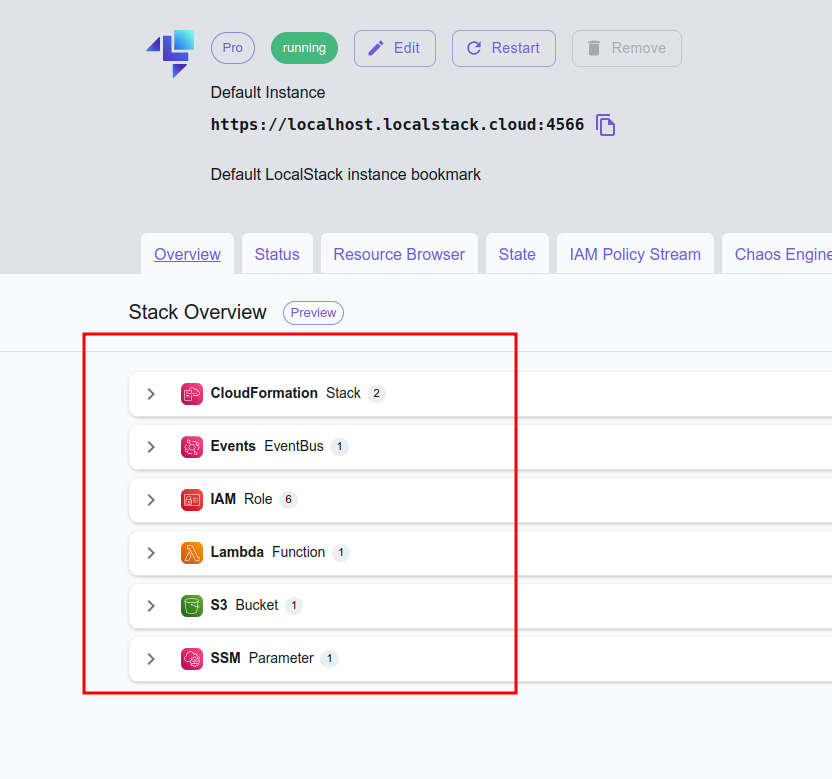 Pro running Edit Restart Remove
Default Instance
https://localhost.localstack.cloud:4566
Default LocalStack instance bookmark
Overview Status Resource Browser State IAM Policy Stream Chaos Engine
Stack Overview Preview
CloudFormation Stack 2
Events EventBus 1
IAM Role 6
Lambda Function 1
S3 Bucket 1
SSM Parameter 1